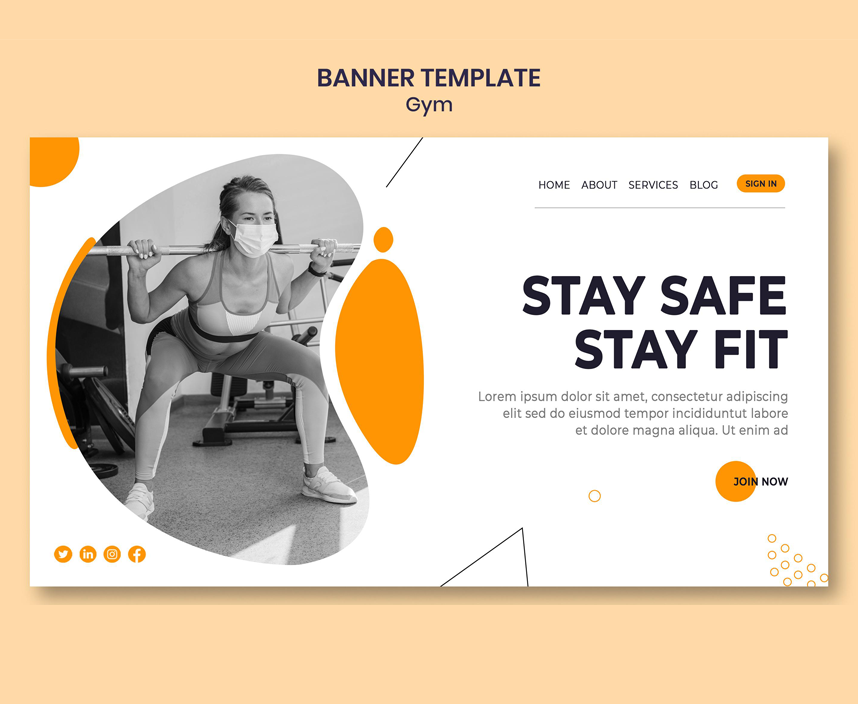 BANNER TEMPLATE
Gym
HOME ABOUT SERVICES BLOG SIGN IN
STAY SAFE
STAY FIT
Lorem ipsum dolor sit amet, consectetur adipiscing
elit sed do eiusmod tempor incididuntut labore
et dolore magna aliqua. Ut enim ad
JOIN NOW